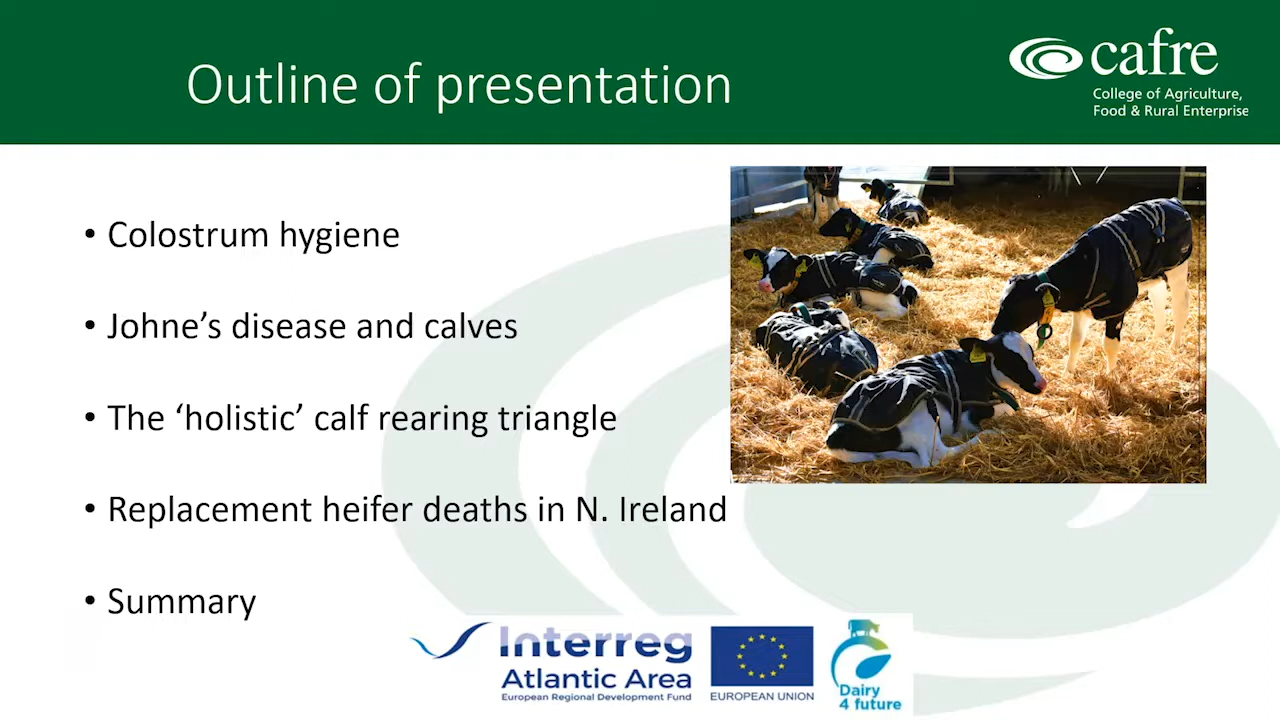 Outline of presentation
cafre
College of Agriculture,
Food & Rural Enterprise
• Colostrum hygiene
• Johne’s disease and calves
• The ‘holistic’ calf rearing triangle
• Replacement heifer deaths in N. Ireland
• Summary
Interreg
Atlantic Area
European Regional Development Fund
EUROPEAN UNION
Dairy
4 future